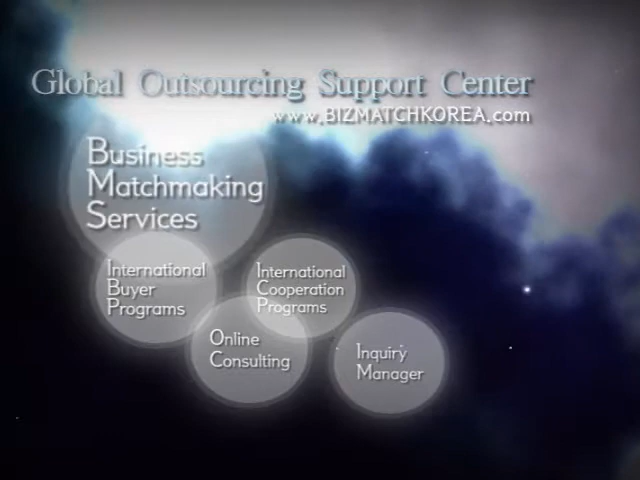 Global Outsourcing Support Center
www.BIZMATCHKOREA.com
Business
Matchmaking
Services
International
Buyer
Programs
International
Cooperation
Programs
Online
Consulting
Inquiry
Manager